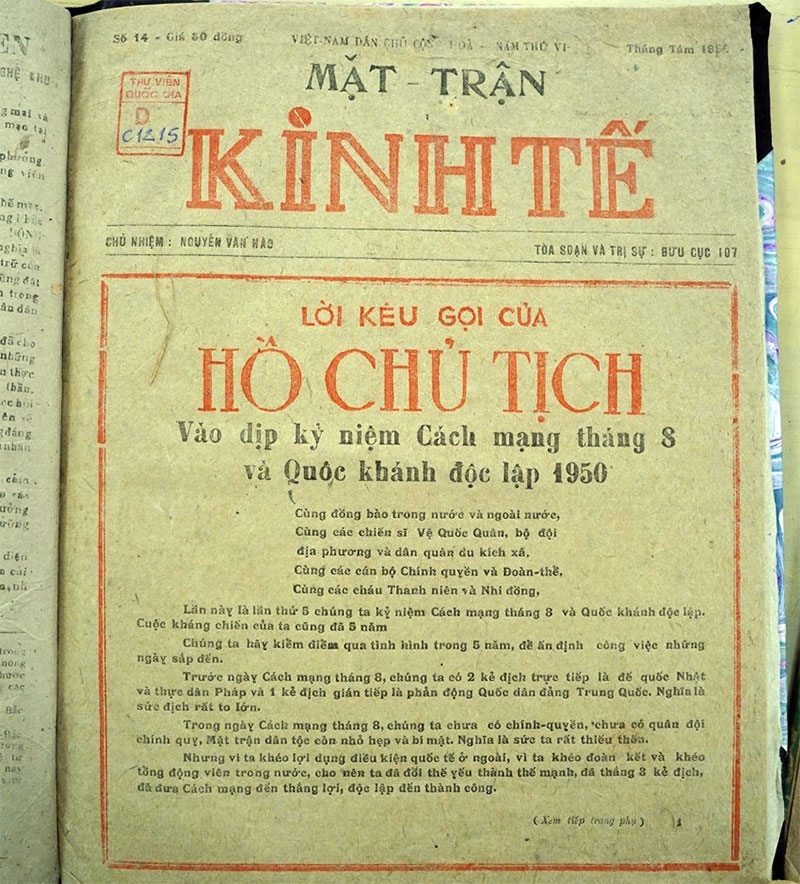 Số 14 - Giá 50 đồng
VIỆT-NAM DÂN CHỦ CỘNG HOÀ - NĂM THỨ VI
Tháng Tám
MẶT - TRẬN
THƯ VIỆN
QUỐC GIA
D
C1215
KINH TẾ
CHỦ NHIỆM : NGUYỄN VĂN HÁO
TÒA SOẠN VÀ TRỊ SỰ : BƯU CỤC 107
LỜI KÊU GỌI CỦA
HỒ CHỦ TỊCH
Vào dịp kỷ niệm Cách mạng tháng 8
và Quốc khánh độc lập 1950
Cùng đồng bào trong nước và ngoài nước,
Cùng các chiến sĩ Vệ Quốc Quân, bộ đội
địa phương và dân quân du kích xã.
Cùng các cán bộ Chính quyền và Đoàn-thể.
Cùng các cháu Thanh niên và Nhi đồng,
Lần này là lần thứ 5 chúng ta kỷ niệm Cách mạng tháng 8 và Quốc khánh độc lập.
Cuộc kháng chiến của ta cũng đã 5 năm
Chúng ta hãy kiểm điểm qua tình hình trong 5 năm, để ấn định công việc những
ngày sắp đến.
Trước ngày Cách mạng tháng 8, chúng ta có 2 kẻ địch trực tiếp là đế quốc Nhật
và thực dân Pháp và 1 kẻ địch gián tiếp là phản động Quốc dân đảng Trung Quốc. Nghĩa là
sức địch rất to lớn.
Trong ngày Cách mạng tháng 8, chúng ta chưa có chính-quyền, chưa có quân đội
chính quy, Mặt trận dân tộc còn nhỏ hẹp và bí mật. Nghĩa là sức ta rất thiếu thốn.
Nhưng vì ta khéo lợi dụng điều kiện quốc tế ở ngoài, vì ta khéo đoàn kết và khéo
tổng động viên trong nước, cho nên ta đã đổi thế yếu thành thế mạnh, đã thắng 3 kẻ địch,
đã đưa Cách mạng đến thắng lợi, độc lập đến thành công.
( Xem tiếp trang phụ )
1